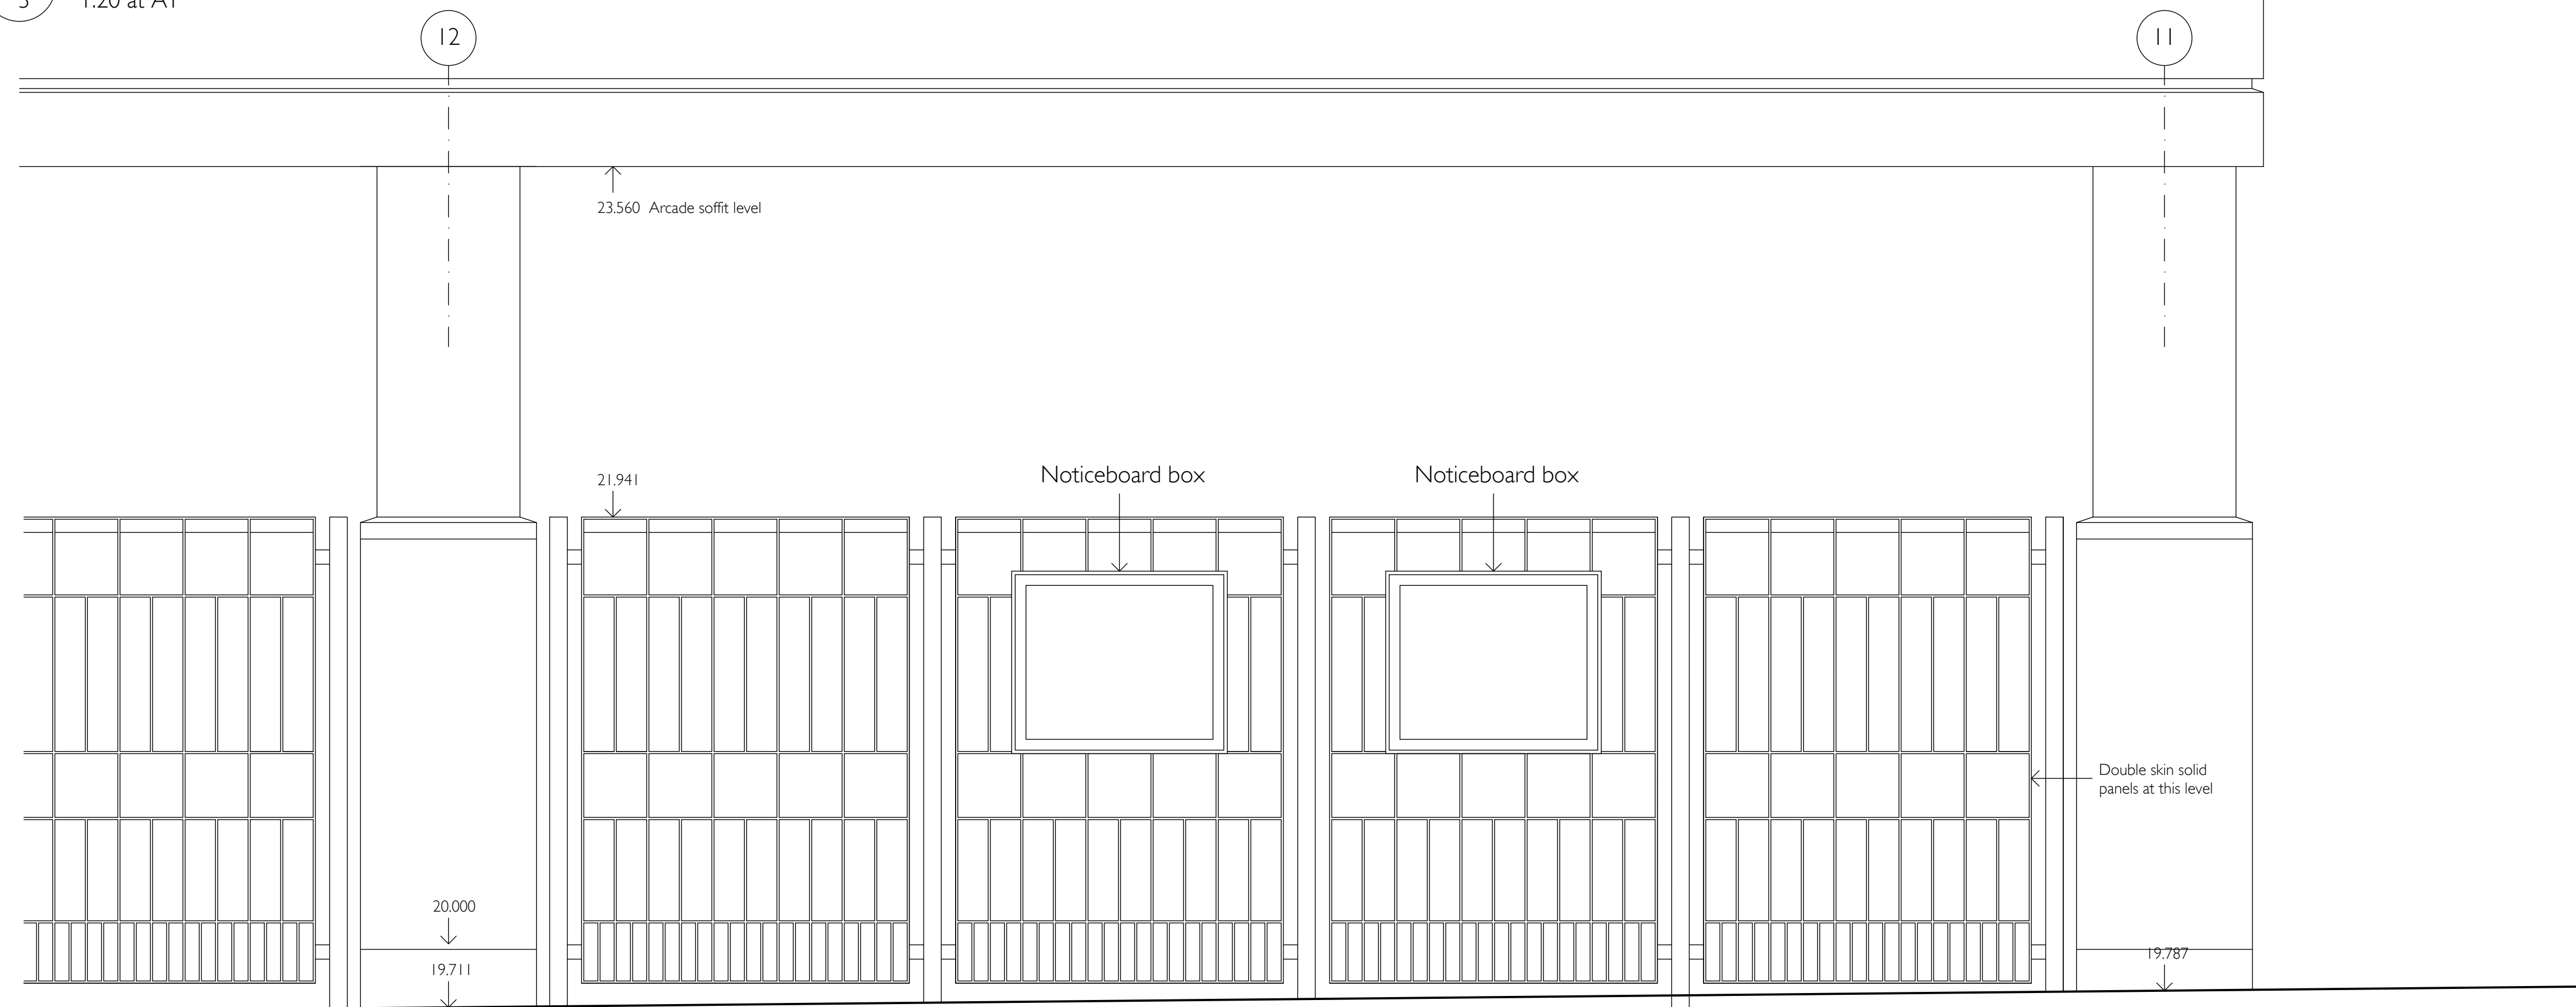 1:20 at A1
12
11
23.560 Arcade soffit level
21.941
Noticeboard box
Noticeboard box
Double skin solid
panels at this level
20.000
19.711
19.787